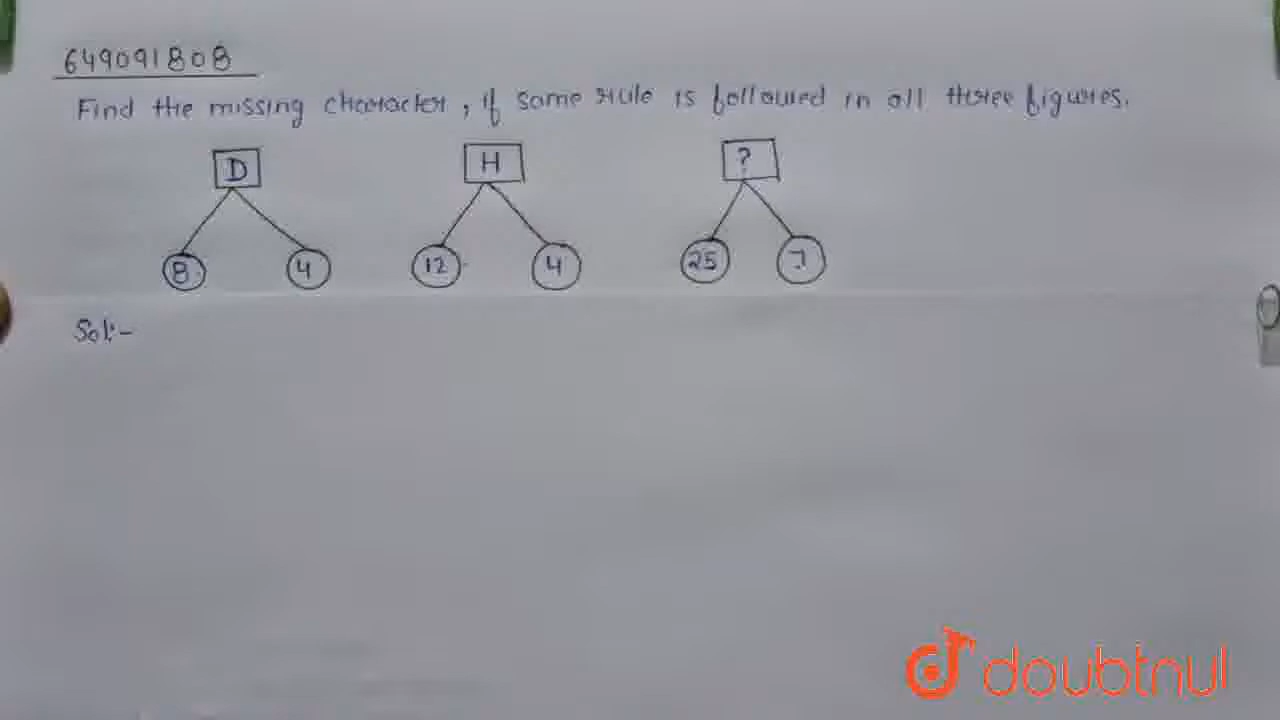 649091808
Find the missing character, if same rule is followed in all three figures.
D H ?
8 4 12 4 25 7
Sol:-
doubtnut